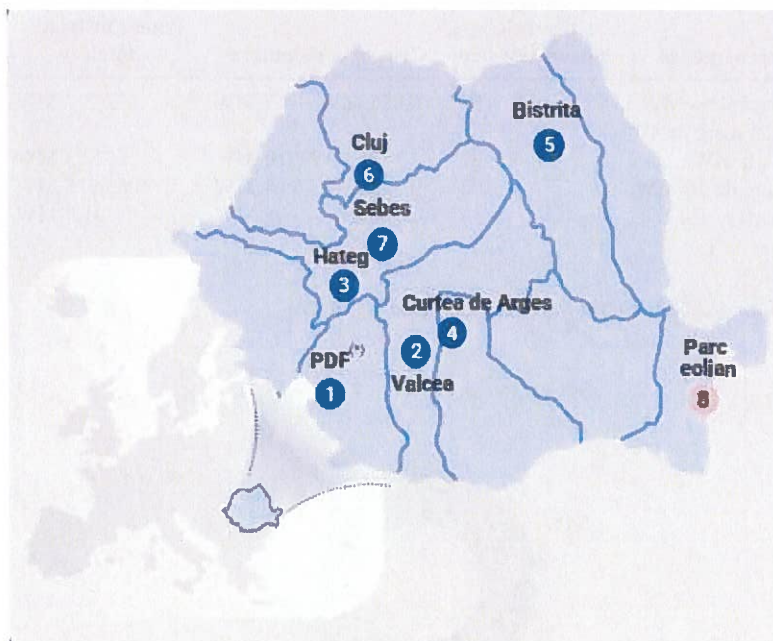 Bistrita
5
Cluj
6
Sebes
7
Hateg
3
Curtea de Arges
4
2
Valcea
PDF(*)
1
Parc
eolian
8